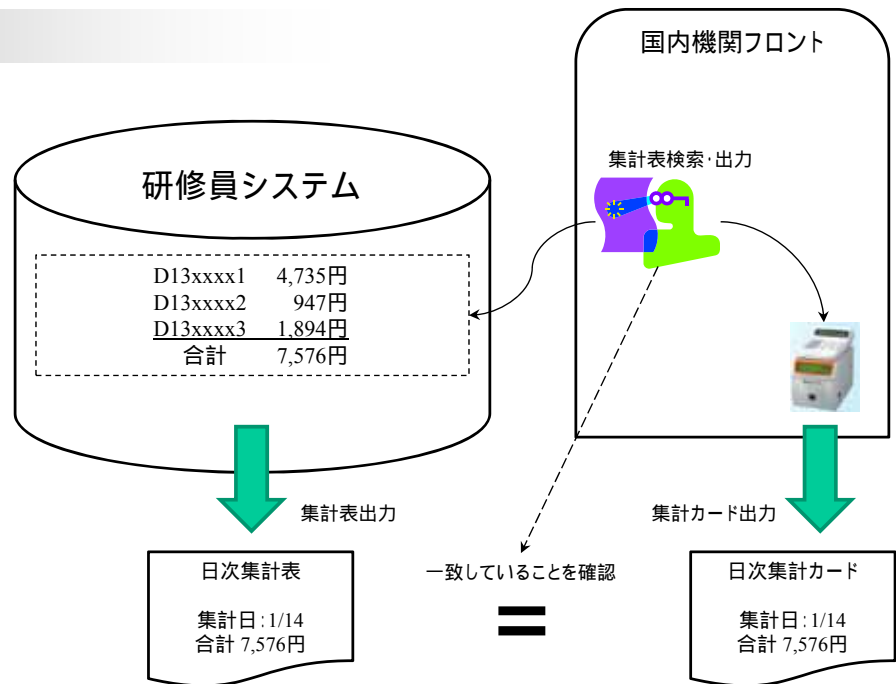 国内機関フロント
集計表検索・出力
研修員システム
D13xxxx1 4,735円
D13xxxx2 947円
D13xxxx3 1,894円
合計 7,576円
集計表出力
集計カード出力
日次集計表
集計日:1/14
合計 7,576円
一致していることを確認
=
日次集計カード
集計日:1/14
合計 7,576円